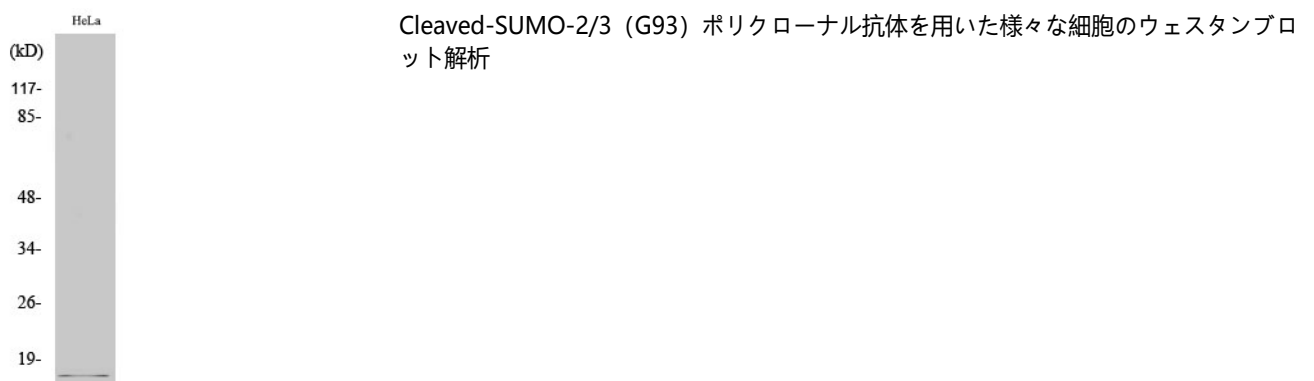 HeLa
(kD)
117-
85-
48-
34-
26-
19-
Cleaved-SUMO-2/3（G93）ポリクローナル抗体を用いた様々な細胞のウェスタンブロ
ット解析